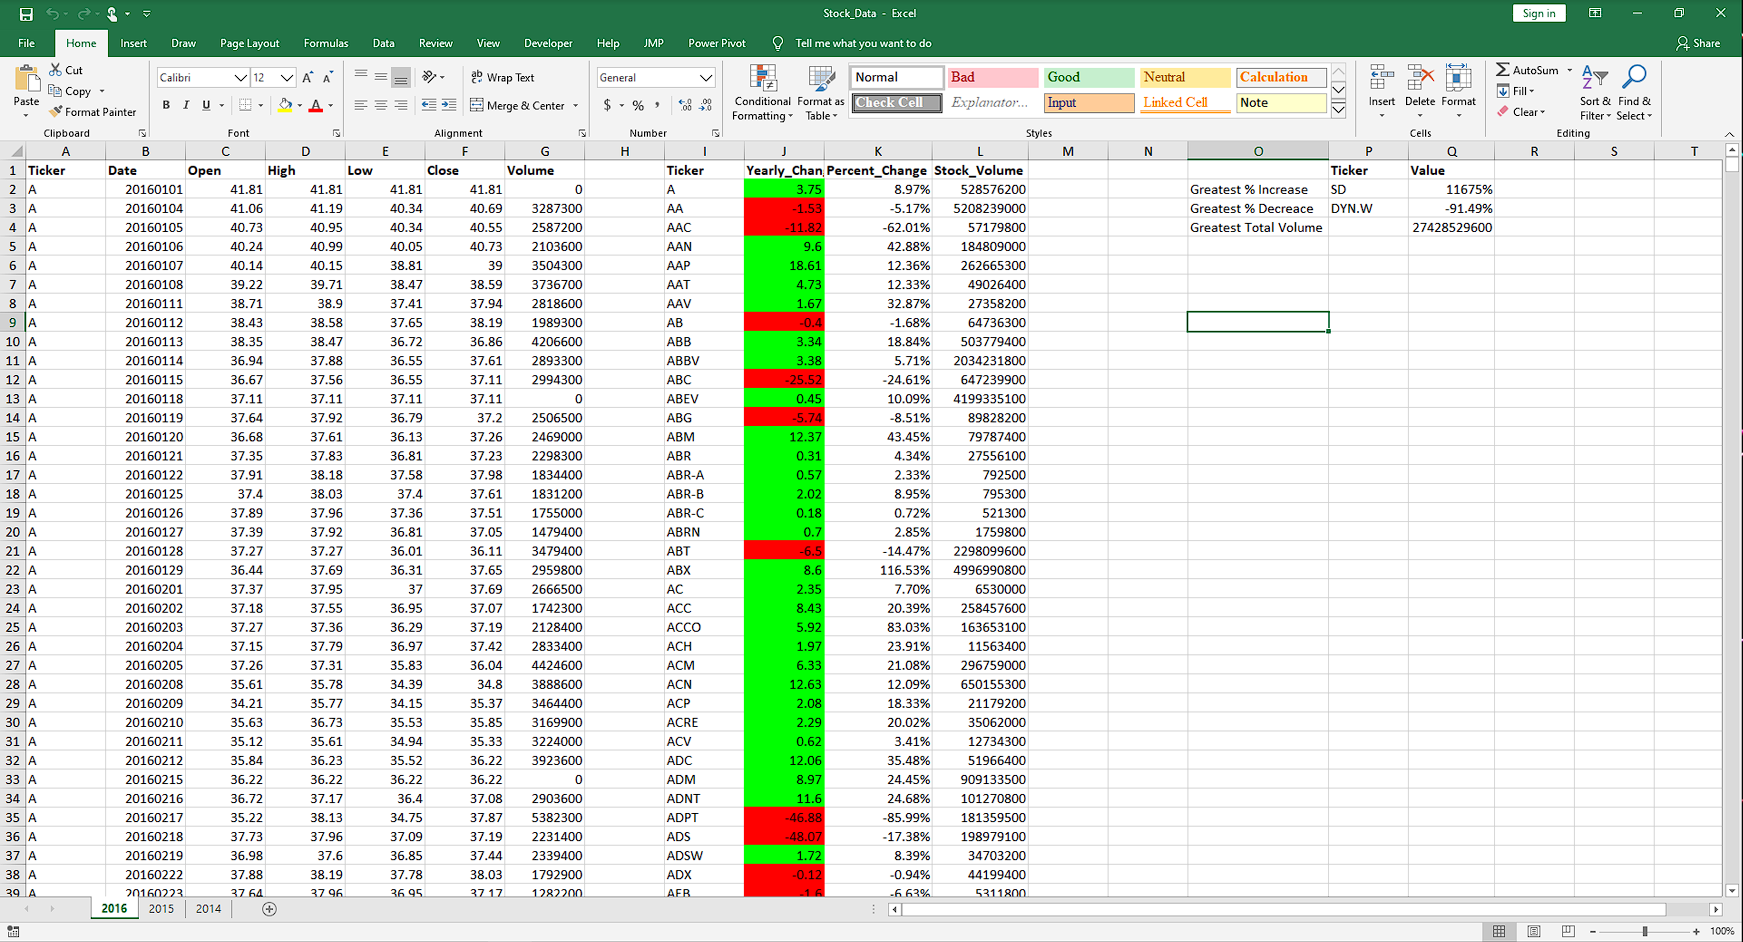 Stock_Data - Excel
Sign in
File Home Insert Draw Page Layout Formulas Data Review View Developer Help JMP Power Pivot Tell me what you want to do Share
Paste
Cut
Copy
Format Painter
Clipboard
Calibri 12
B I U
Font
Wrap Text
Merge & Center
Alignment
General
$ % ,
Number
Conditional Formatting
Format as Table
Normal Bad Good Neutral Calculation
Check Cell Explanator... Input Linked Cell Note
Styles
Insert Delete Format
Cells
AutoSum
Fill
Clear
Sort & Filter
Find & Select
Editing
A B C D E F G H I J K L M N O P Q R S T
1 Ticker Date Open High Low Close Volume Ticker Yearly_Chan Percent_Change Stock_Volume Ticker Value
2 A 20160101 41.81 41.81 41.81 41.81 0 A 3.75 8.97% 528576200 Greatest % Increase SD 11675%
3 A 20160104 41.06 41.19 40.34 40.69 3287300 AA -1.53 -5.17% 5208239000 Greatest % Decreace DYN.W -91.49%
4 A 20160105 40.73 40.95 40.34 40.55 2587200 AAC -11.82 -62.01% 57179800 Greatest Total Volume 27428529600
5 A 20160106 40.24 40.99 40.05 40.73 2103600 AAN 9.6 42.88% 184809000
6 A 20160107 40.14 40.15 38.81 39 3504300 AAP 18.61 12.36% 262665300
7 A 20160108 39.22 39.71 38.47 38.59 3736700 AAT 4.73 12.33% 49026400
8 A 20160111 38.71 38.9 37.41 37.94 2818600 AAV 1.67 32.87% 27358200
9 A 20160112 38.43 38.58 37.65 38.19 1989300 AB -0.4 -1.68% 64736300
10 A 20160113 38.35 38.47 36.72 36.86 4206600 ABB 3.34 18.84% 503779400
11 A 20160114 36.94 37.88 36.55 37.61 2893300 ABBV 3.38 5.71% 2034231800
12 A 20160115 36.67 37.56 36.55 37.11 2994300 ABC -25.52 -24.61% 647239900
13 A 20160118 37.11 37.11 37.11 37.11 0 ABEV 0.45 10.09% 4199335100
14 A 20160119 37.64 37.92 36.79 37.2 2506500 ABG -5.74 -8.51% 89828200
15 A 20160120 36.68 37.61 36.13 37.26 2469000 ABM 12.37 43.45% 79787400
16 A 20160121 37.35 37.83 36.81 37.23 2298300 ABR 0.31 4.34% 27556100
17 A 20160122 37.91 38.18 37.58 37.98 1834400 ABR-A 0.57 2.33% 792500
18 A 20160125 37.4 38.03 37.4 37.61 1831200 ABR-B 2.02 8.95% 795300
19 A 20160126 37.89 37.96 37.36 37.51 1755000 ABR-C 0.18 0.72% 521300
20 A 20160127 37.39 37.92 36.81 37.05 1479400 ABRN 0.7 2.85% 1759800
21 A 20160128 37.27 37.27 36.01 36.11 3479400 ABT -6.5 -14.47% 2298099600
22 A 20160129 36.44 37.69 36.31 37.65 2959800 ABX 8.6 116.53% 4996990800
23 A 20160201 37.37 37.95 37 37.69 2666500 AC 2.35 7.70% 6530000
24 A 20160202 37.18 37.55 36.95 37.07 1742300 ACC 8.43 20.39% 258457600
25 A 20160203 37.27 37.36 36.29 37.19 2128400 ACCO 5.92 83.03% 163653100
26 A 20160204 37.15 37.79 36.97 37.42 2833400 ACH 1.97 23.91% 11563400
27 A 20160205 37.26 37.31 35.83 36.04 4424600 ACM 6.33 21.08% 296759000
28 A 20160208 35.61 35.78 34.39 34.8 3888600 ACN 12.63 12.09% 650155300
29 A 20160209 34.21 35.77 34.15 35.37 3464400 ACP 2.08 18.33% 21179200
30 A 20160210 35.63 36.73 35.53 35.85 3169900 ACRE 2.29 20.02% 35062000
31 A 20160211 35.12 35.61 34.94 35.33 3224000 ACV 0.62 3.41% 12734300
32 A 20160212 35.84 36.23 35.52 36.22 3923600 ADC 12.06 35.48% 51966400
33 A 20160215 36.22 36.22 36.22 36.22 0 ADM 8.97 24.45% 909133500
34 A 20160216 36.72 37.17 36.4 37.08 2903600 ADNT 11.6 24.68% 101270800
35 A 20160217 35.22 38.13 34.75 37.87 5382300 ADPT -46.88 -85.99% 181359500
36 A 20160218 37.73 37.96 37.09 37.19 2231400 ADS -48.07 -17.38% 198979100
37 A 20160219 36.98 37.6 36.85 37.44 2339400 ADSW 1.72 8.39% 34703200
38 A 20160222 37.88 38.19 37.78 38.03 1792900 ADX -0.12 -0.94% 44199400
39 A 20160223 37.64 37.96 36.95 37.17 1282200 AEB -1.6 -6.63% 5311800
2016 2015 2014
100%